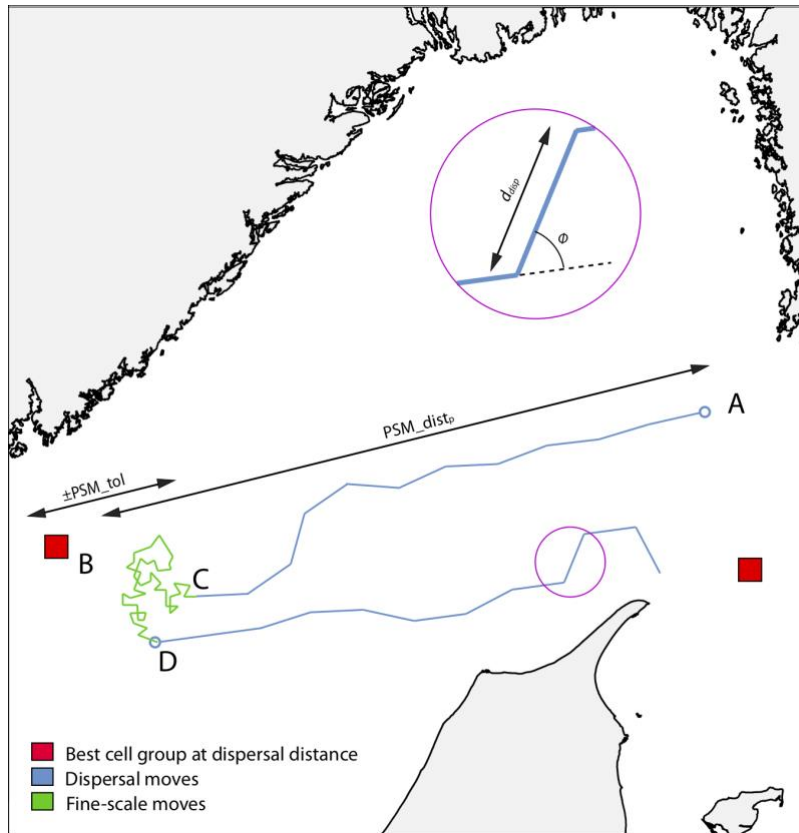 d_disp
ø
A
PSM_dist_p
±PSM_tol
B
C
D
Best cell group at dispersal distance
Dispersal moves
Fine-scale moves